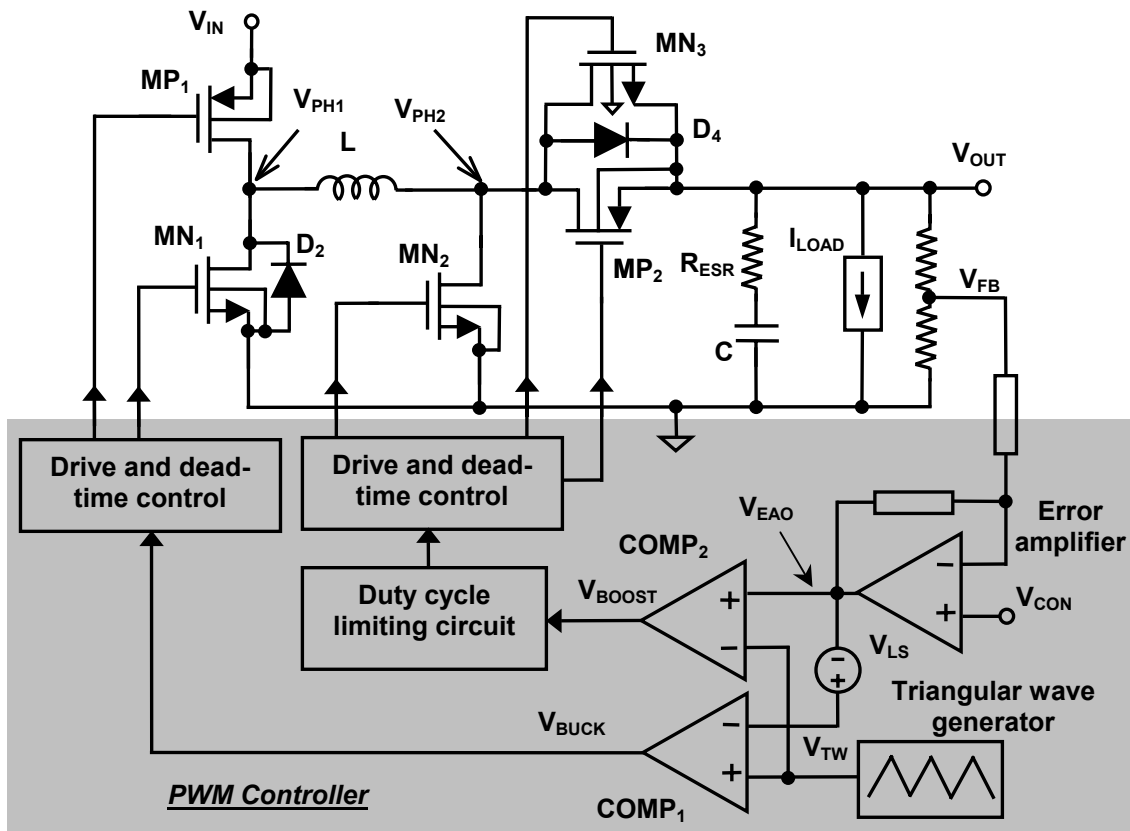 V_IN
MP_1
V_PH1
L
V_PH2
MN_3
D_4
V_OUT
MN_1
D_2
MN_2
MP_2
R_ESR
C
I_LOAD
V_FB
Drive and dead-
time control
Drive and dead-
time control
Duty cycle
limiting circuit
V_BOOST
COMP_2
V_EAO
Error
amplifier
V_CON
V_LS
Triangular wave
generator
V_BUCK
V_TW
COMP_1
PWM Controller